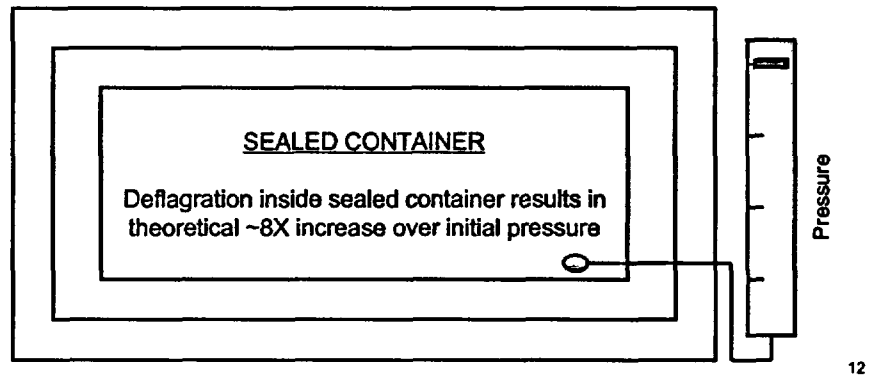 SEALED CONTAINER
Deflagration inside sealed container results in
theoretical ~8X increase over initial pressure
Pressure
12